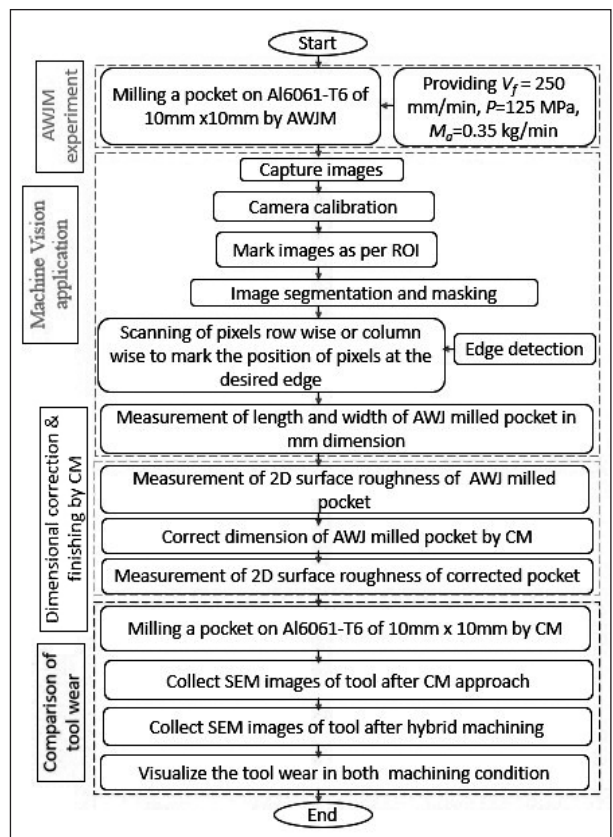 Start
AWJM
experiment
Milling a pocket on Al6061-T6 of
10mm x10mm by AWJM
Providing Vf = 250
mm/min, P=125 MPa,
Ma=0.35 kg/min
Machine Vision
application
Capture images
Camera calibration
Mark images as per ROI
Image segmentation and masking
Scanning of pixels row wise or column
wise to mark the position of pixels at the
desired edge
Edge detection
Measurement of length and width of AWJ milled pocket in
mm dimension
Dimensional correction &
finishing by CM
Measurement of 2D surface roughness of AWJ milled
pocket
Correct dimension of AWJ milled pocket by CM
Measurement of 2D surface roughness of corrected pocket
Comparison of
tool wear
Milling a pocket on Al6061-T6 of 10mm x 10mm by CM
Collect SEM images of tool after CM approach
Collect SEM images of tool after hybrid machining
Visualize the tool wear in both machining condition
End